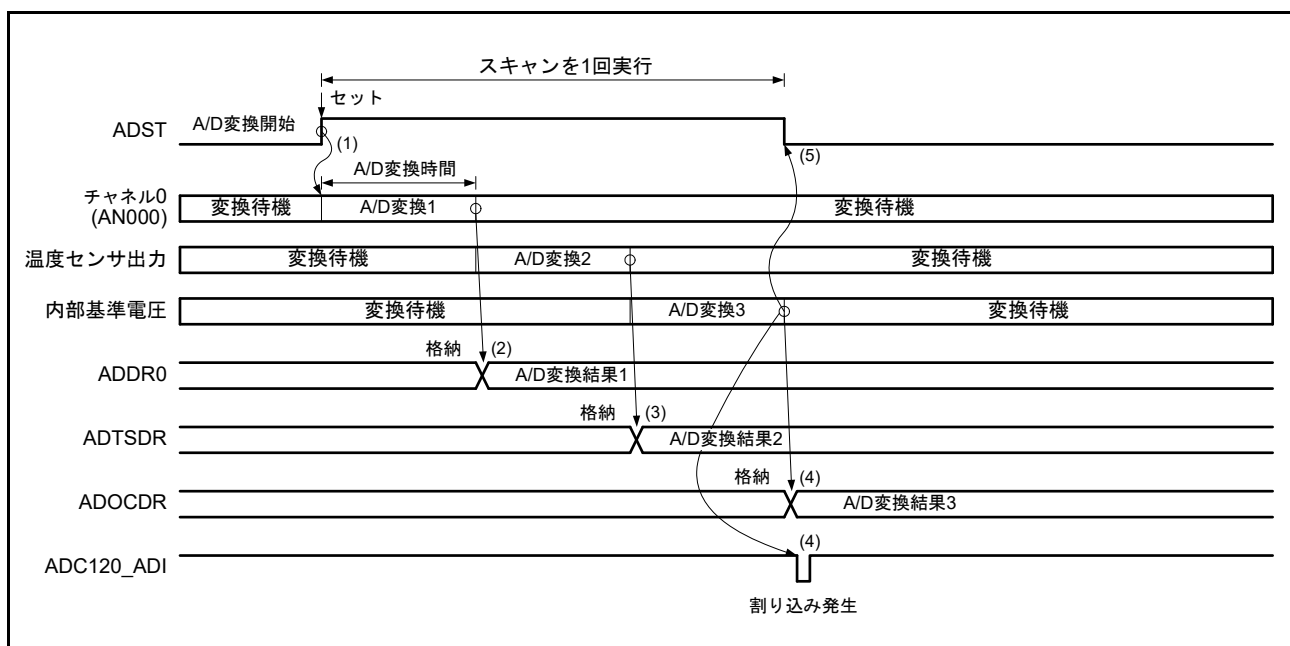 スキャンを1回実行
セット
ADST
A/D変換開始
(1)
(5)
A/D変換時間
チャネル0
(AN000)
変換待機
A/D変換1
変換待機
温度センサ出力
変換待機
A/D変換2
変換待機
内部基準電圧
変換待機
A/D変換3
変換待機
格納
(2)
ADDR0
A/D変換結果1
格納
(3)
ADTSDR
A/D変換結果2
格納
(4)
ADOCDR
A/D変換結果3
(4)
ADC120_ADI
割り込み発生